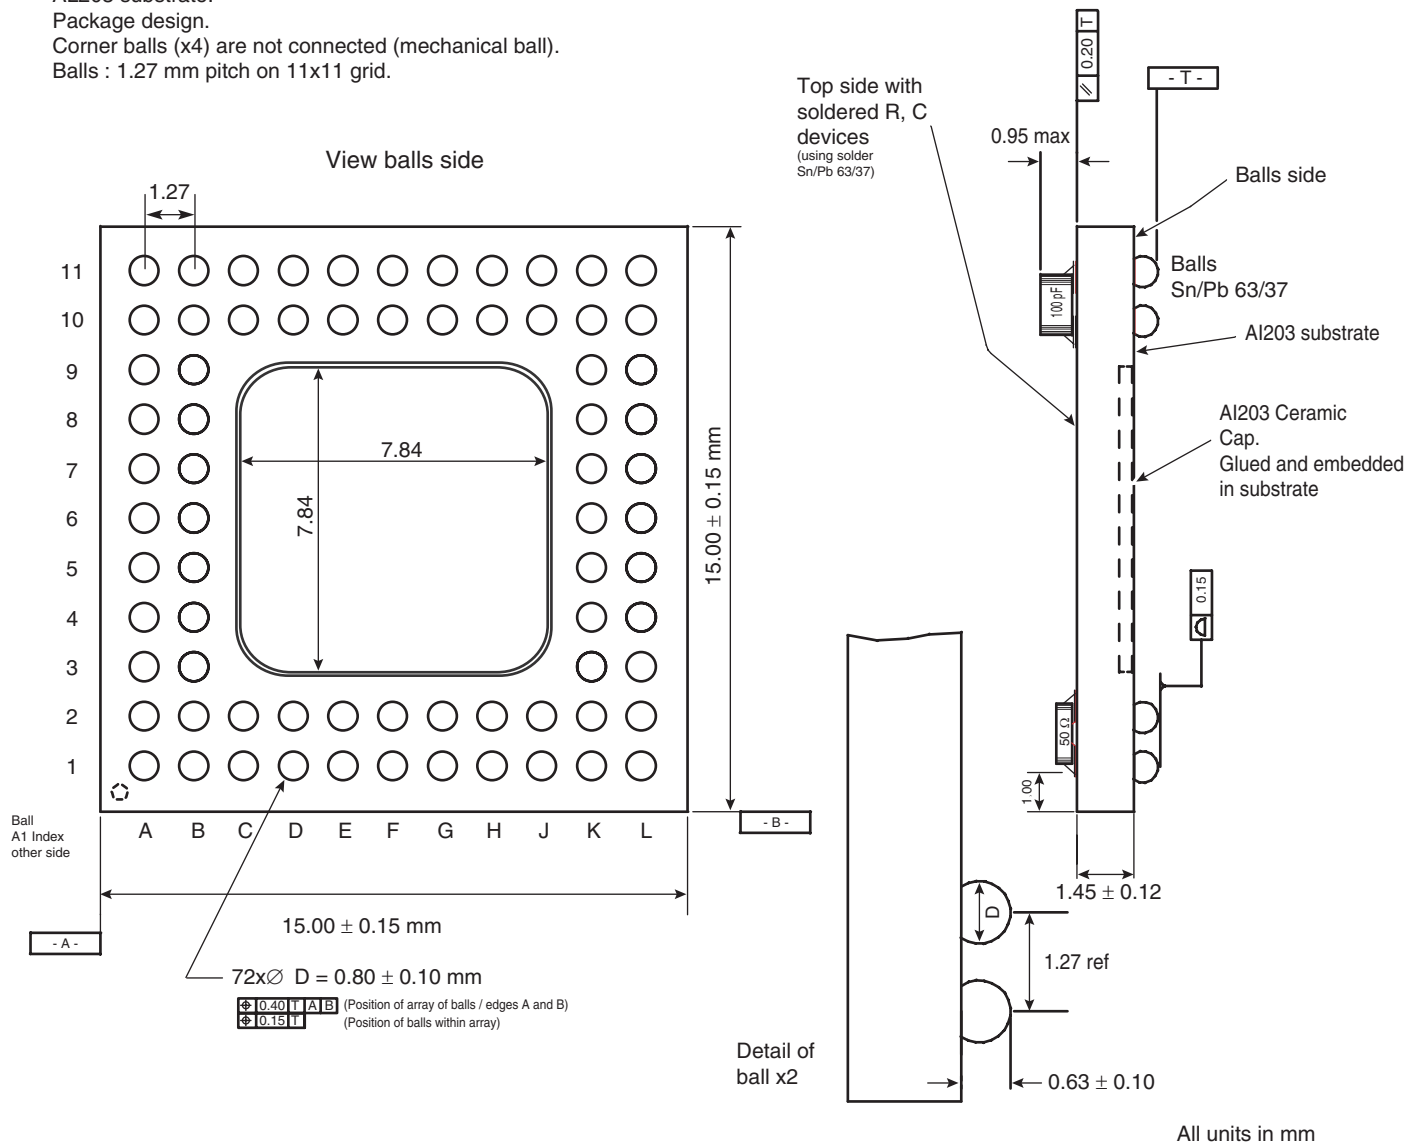 Package design.
Corner balls (x4) are not connected (mechanical ball).
Balls : 1.27 mm pitch on 11x11 grid.
0.20 T
- T -
Top side with
soldered R, C
devices
(using solder
Sn/Pb 63/37)
0.95 max
View balls side
1.27
Balls side
11
10
9
8
7
6
5
4
3
2
1
Balls
Sn/Pb 63/37
100 pF
Al203 substrate
7.84
7.84
15.00 ± 0.15 mm
Al203 Ceramic
Cap.
Glued and embedded
in substrate
0.15
50 Ω
1.00
Ball
A1 Index
other side
A B C D E F G H J K L
- B -
1.45 ± 0.12
15.00 ± 0.15 mm
- A -
D
1.27 ref
72x∅ D = 0.80 ± 0.10 mm
⌖ 0.40 T A B (Position of array of balls / edges A and B)
⌖ 0.15 T (Position of balls within array)
Detail of
ball x2
0.63 ± 0.10
All units in mm